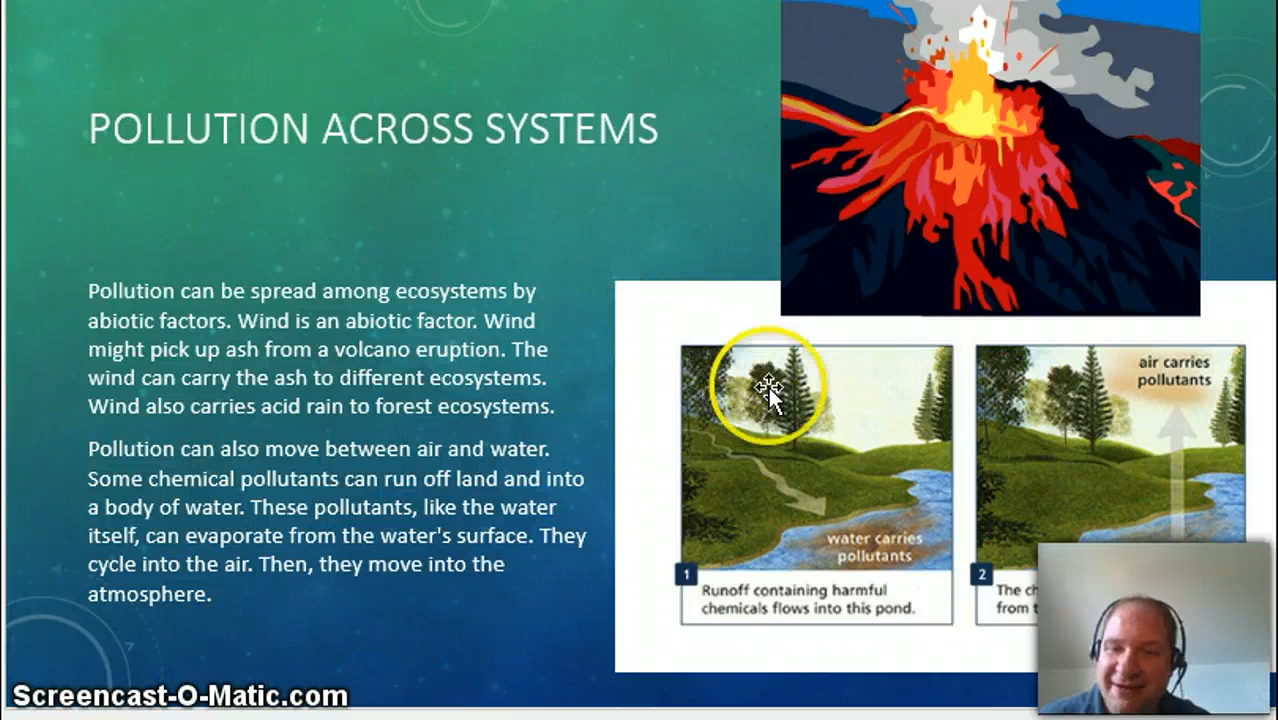 POLLUTION ACROSS SYSTEMS
Pollution can be spread among ecosystems by
abiotic factors. Wind is an abiotic factor. Wind
might pick up ash from a volcano eruption. The
wind can carry the ash to different ecosystems.
Wind also carries acid rain to forest ecosystems.
Pollution can also move between air and water.
Some chemical pollutants can run off land and into
a body of water. These pollutants, like the water
itself, can evaporate from the water's surface. They
cycle into the air. Then, they move into the
atmosphere.
water carries
pollutants
1
Runoff containing harmful
chemicals flows into this pond.
air carries
pollutants
2
The
from
Screencast-O-Matic.com